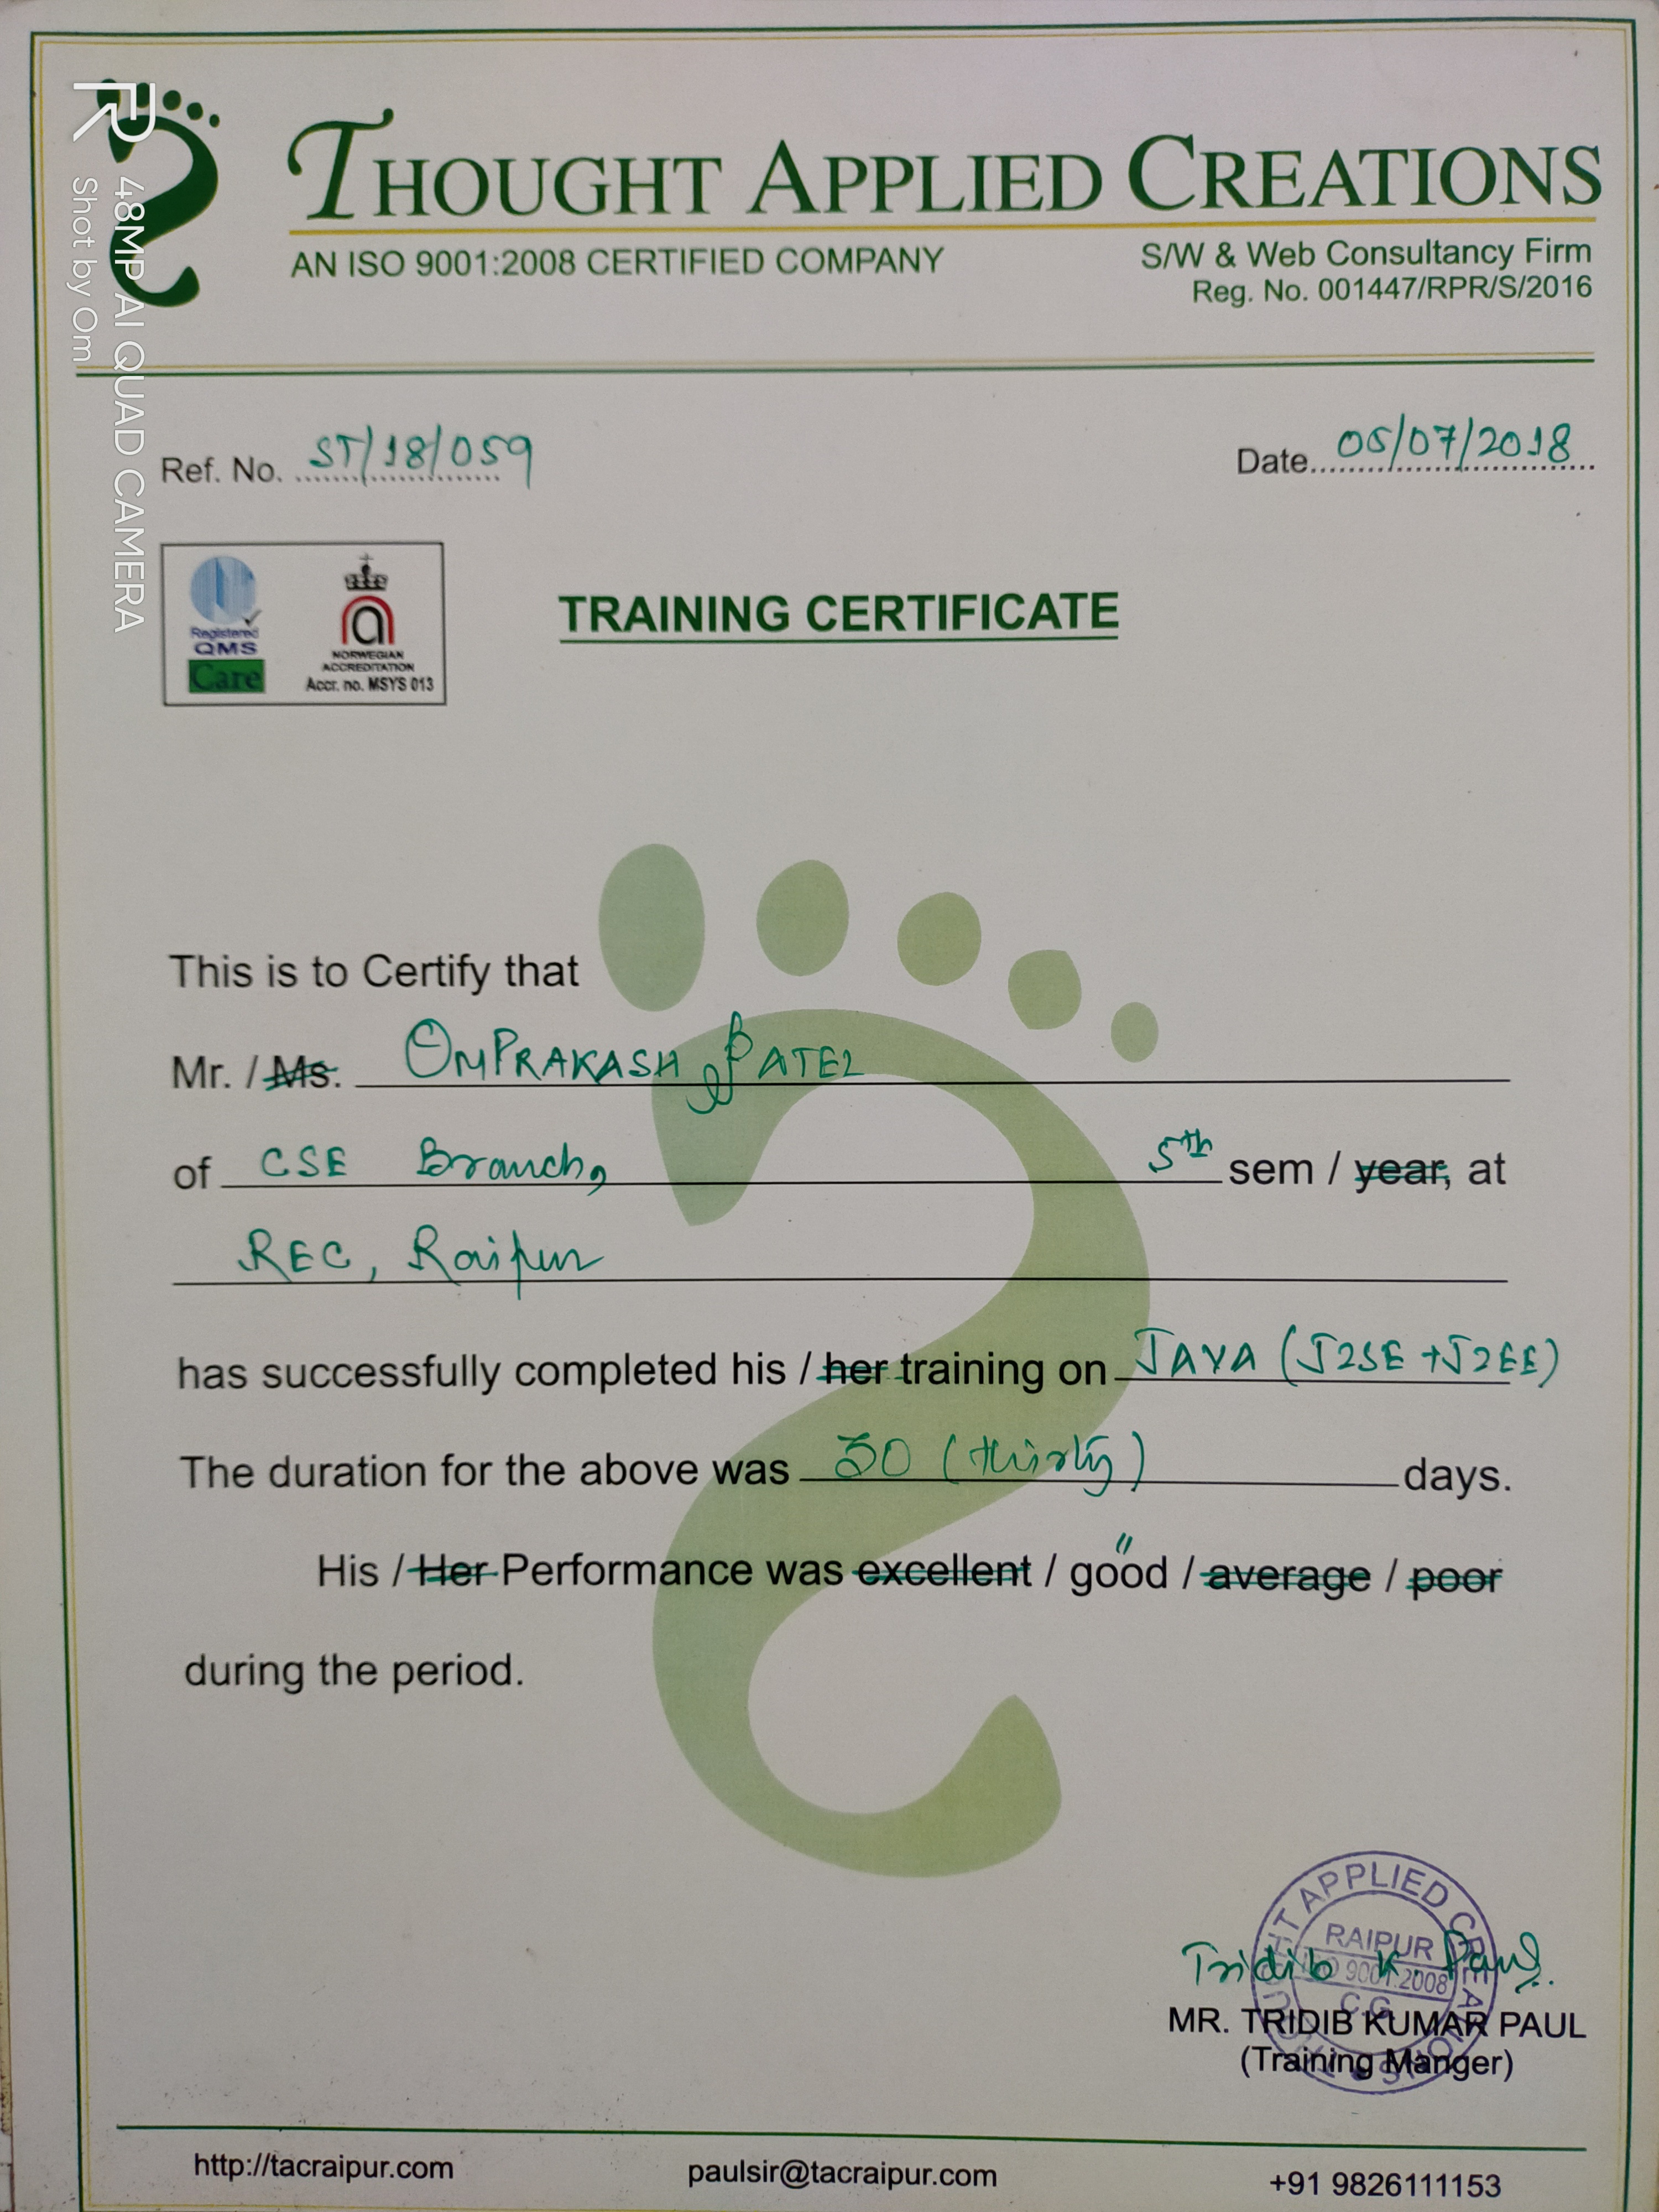 THOUGHT APPLIED CREATIONS
AN ISO 9001:2008 CERTIFIED COMPANY
S/W & Web Consultancy Firm
Reg. No. 001447/RPR/S/2016
48MP AI QUAD CAMERA
Shot by Om
Ref. No. ST/18/059
Date 05/07/2018
Registered
QMS
Care
NORWEGIAN
ACCREDITATION
Accr. no. MSYS 013
TRAINING CERTIFICATE
This is to Certify that
Mr. / Ms. OMPRAKASH PATEL
of CSE Branch, 5th sem / year, at
REC, Raipur
has successfully completed his / her training on JAVA (J2SE + J2EE)
The duration for the above was 30 (thirty) days.
His / Her Performance was excellent / good / average / poor
during the period.
THOUGHT APPLIED CREATIONS
RAIPUR
ISO 9001:2008
C.G.
Tridib K. Paul
MR. TRIDIB KUMAR PAUL
(Training Manger)
http://tacraipur.com
paulsir@tacraipur.com
+91 9826111153